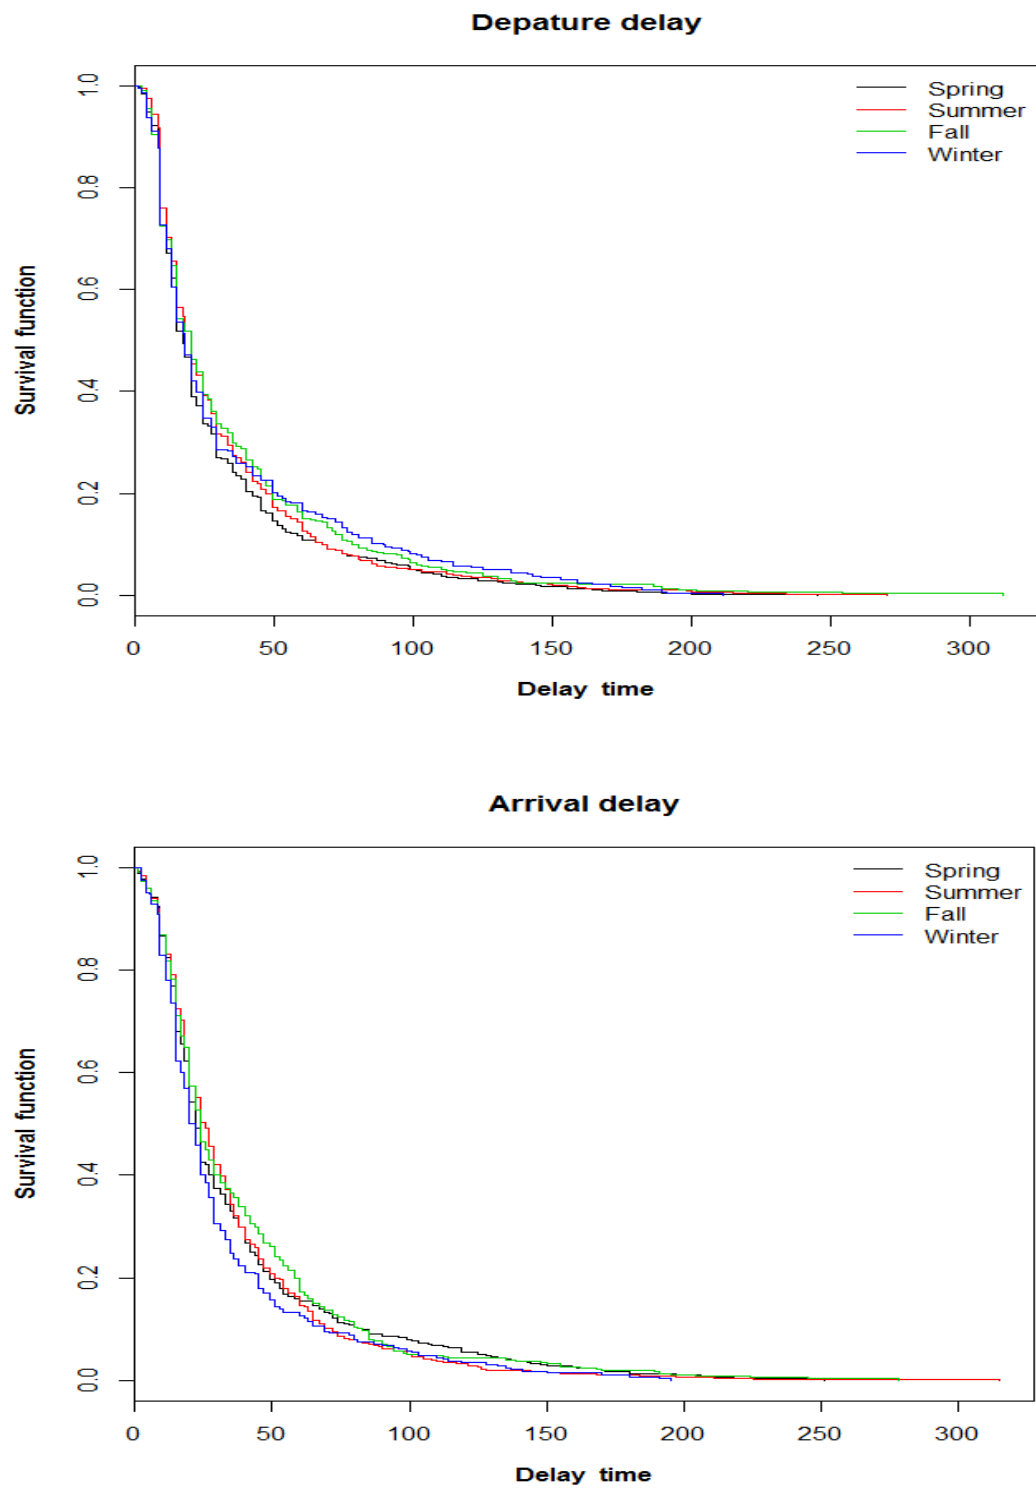 Depature delay
Spring
Summer
Fall
Winter
1.0
0.8
0.6
0.4
0.2
0.0
Survival function
0 50 100 150 200 250 300
Delay time
Arrival delay
Spring
Summer
Fall
Winter
1.0
0.8
0.6
0.4
0.2
0.0
Survival function
0 50 100 150 200 250 300
Delay time